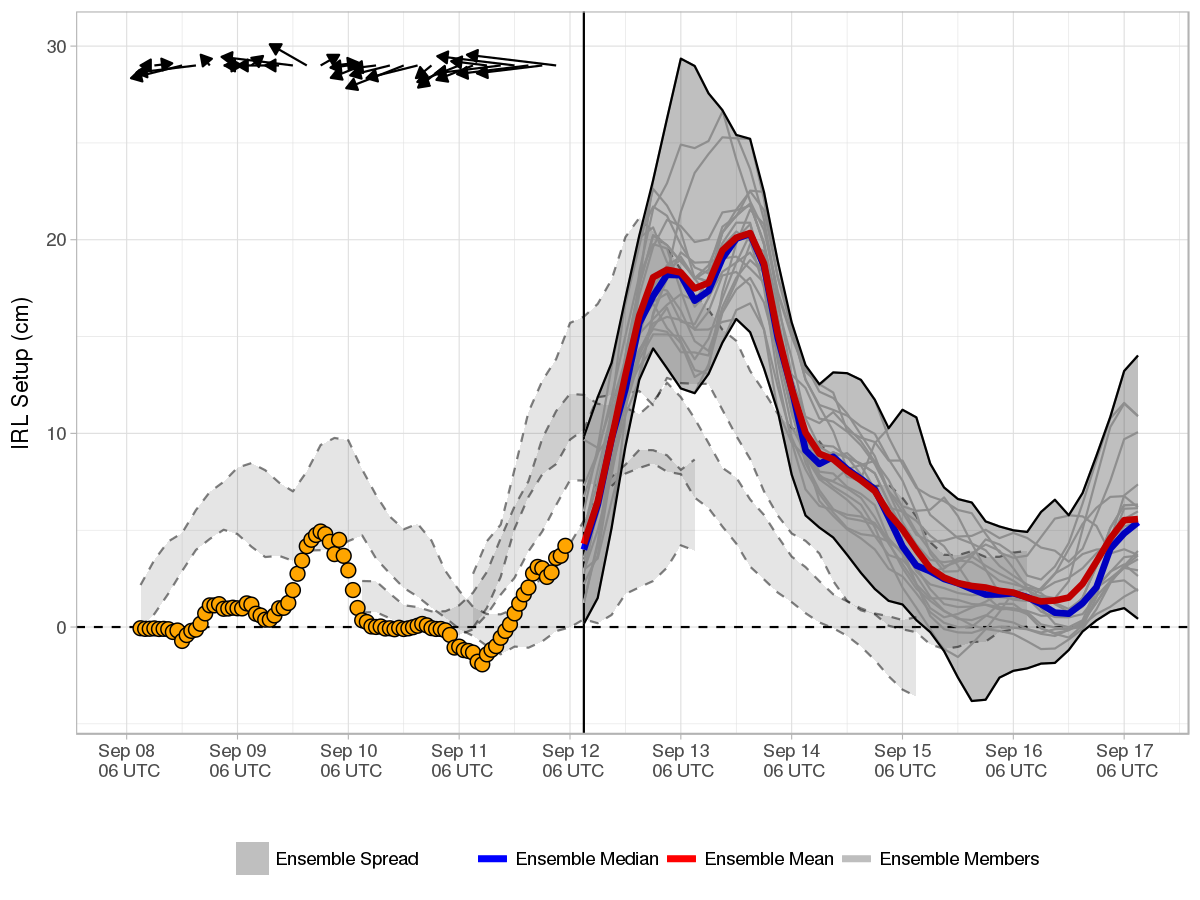 30
20
10
0
IRL Setup (cm)
Sep 08
06 UTC
Sep 09
06 UTC
Sep 10
06 UTC
Sep 11
06 UTC
Sep 12
06 UTC
Sep 13
06 UTC
Sep 14
06 UTC
Sep 15
06 UTC
Sep 16
06 UTC
Sep 17
06 UTC
Ensemble Spread
Ensemble Median
Ensemble Mean
Ensemble Members